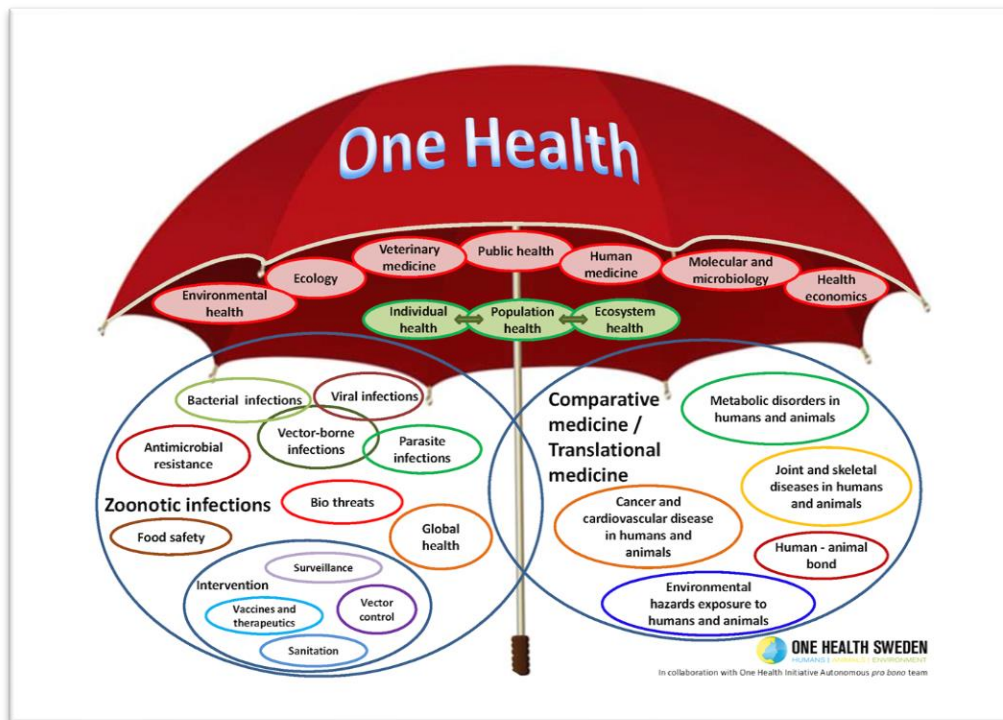 One Health
Veterinary
medicine
Public health
Human
medicine
Molecular and
microbiology
Ecology
Environmental
health
Health
economics
Individual
health
Population
health
Ecosystem
health
Bacterial infections
Viral infections
Vector-borne
infections
Parasite
infections
Antimicrobial
resistance
Zoonotic infections
Bio threats
Food safety
Global
health
Intervention
Surveillance
Vaccines and
therapeutics
Vector
control
Sanitation
Comparative
medicine /
Translational
medicine
Metabolic disorders in
humans and animals
Joint and skeletal
diseases in humans
and animals
Cancer and
cardiovascular disease
in humans and
animals
Human - animal
bond
Environmental
hazards exposure to
humans and animals
ONE HEALTH SWEDEN
HUMANS | ANIMALS | ENVIRONMENT
In collaboration with One Health Initiative Autonomous pro bono team